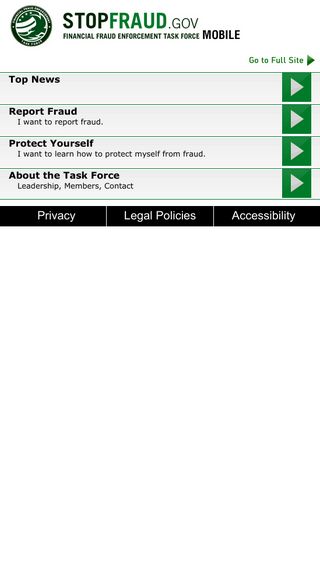 STOPFRAUD.GOV
FINANCIAL FRAUD ENFORCEMENT TASK FORCE MOBILE
Go to Full Site
Top News
Report Fraud
I want to report fraud.
Protect Yourself
I want to learn how to protect myself from fraud.
About the Task Force
Leadership, Members, Contact
Privacy Legal Policies Accessibility